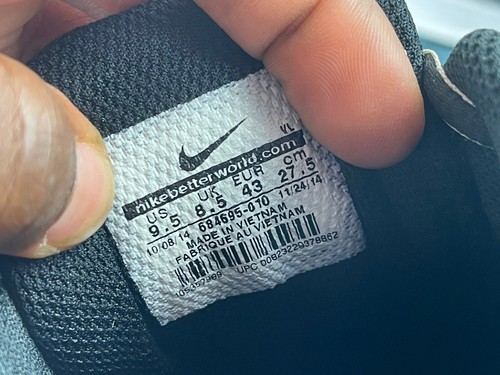 VL
nikebetterworld.com
US UK EUR cm
9.5 8.5 43 27.5
10/08/14 684695-010 11/24/14
MADE IN VIETNAM
FABRIQUE AU VIETNAM
UPC 00823229378862